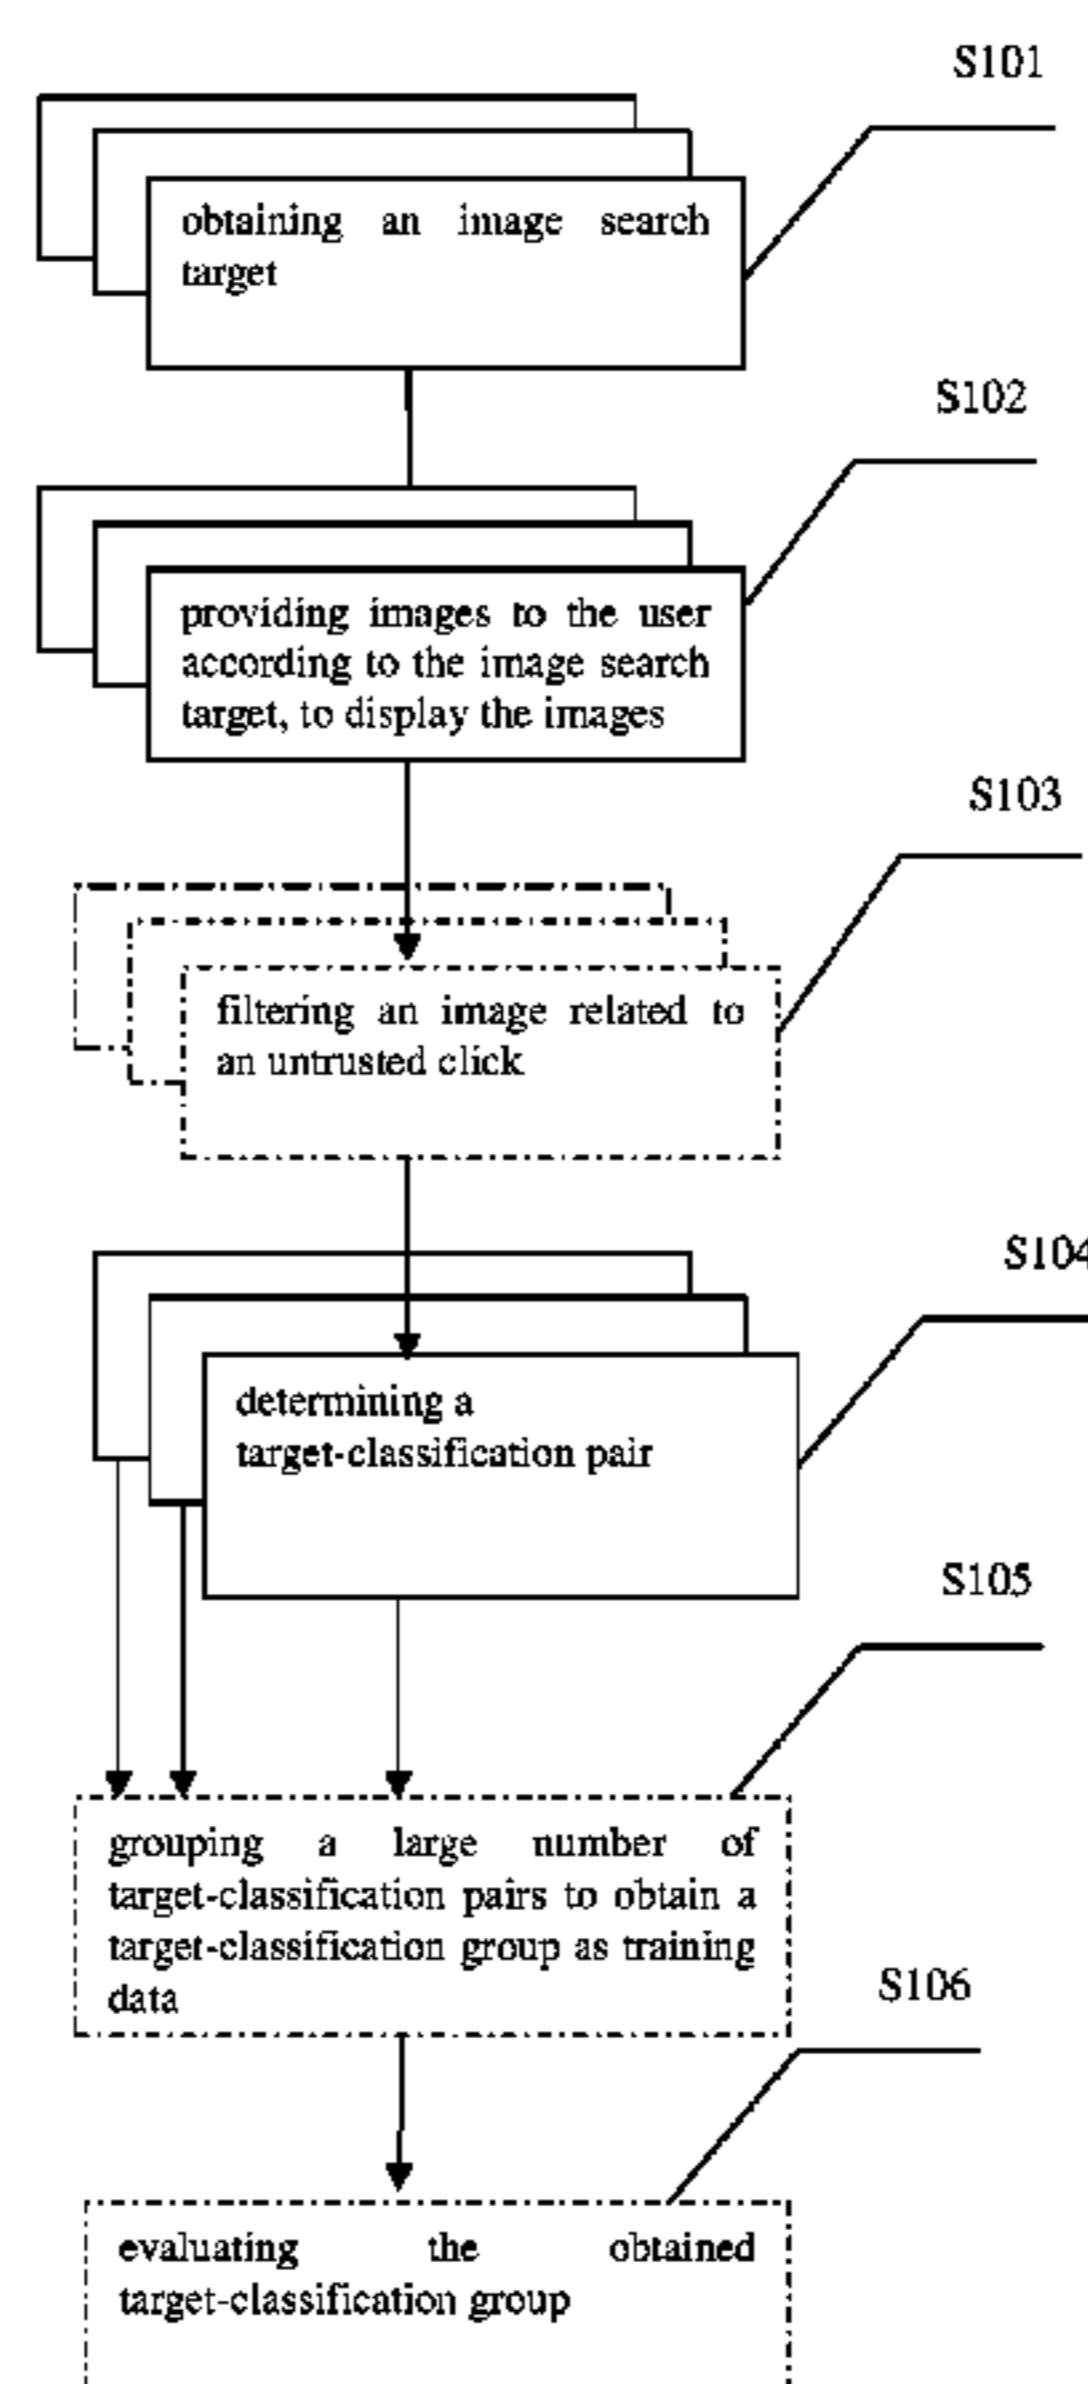 S101
obtaining an image search
target
S102
providing images to the user
according to the image search
target, to display the images
S103
filtering an image related to
an untrusted click
S104
determining a
target-classification pair
S105
grouping a large number of
target-classification pairs to obtain a
target-classification group as training
data
S106
evaluating the obtained
target-classification group